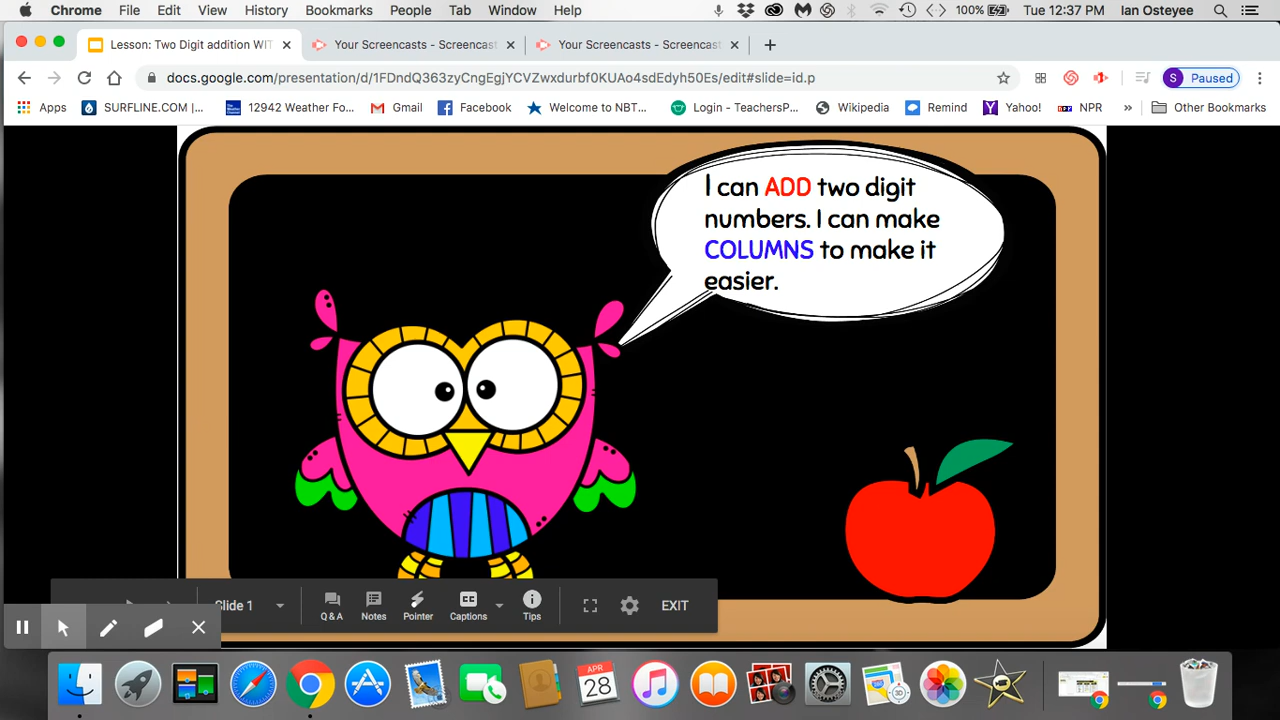 Chrome File Edit View History Bookmarks People Tab Window Help 100% Tue 12:37 PM Ian Osteyee
Lesson: Two Digit addition WIT Your Screencasts - Screencast Your Screencasts - Screencast
docs.google.com/presentation/d/1FDndQ363zyCngEgjYCVZwxdurbf0KUAo4sdEdyh50Es/edit#slide=id.p S Paused
Apps SURFLINE.COM |... 12942 Weather Fo... Gmail Facebook Welcome to NBT... Login - TeachersP... Wikipedia Remind Yahoo! NPR » Other Bookmarks
I can ADD two digit
numbers. I can make
COLUMNS to make it
easier.
Slide 1 Q & A Notes Pointer Captions Tips EXIT
APR
28